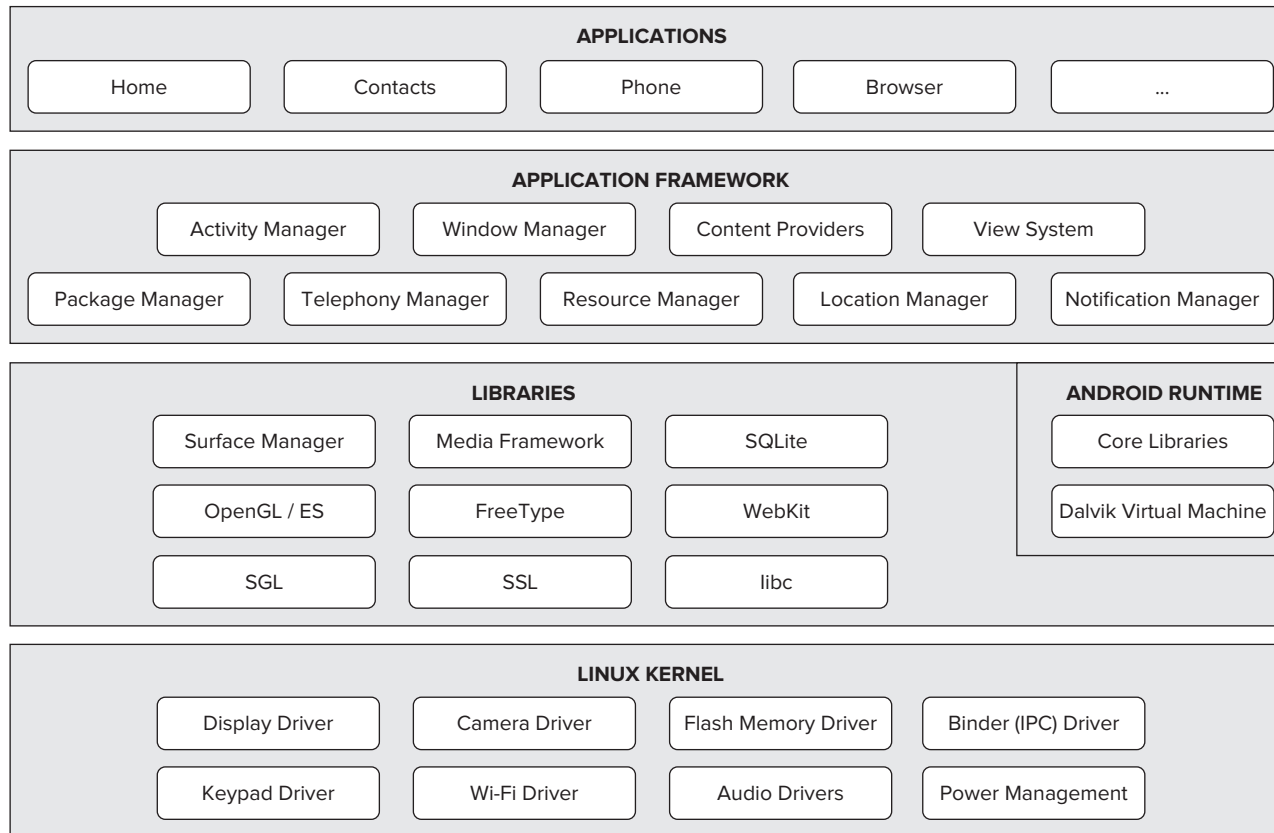 APPLICATIONS
Home Contacts Phone Browser ...
APPLICATION FRAMEWORK
Activity Manager Window Manager Content Providers View System
Package Manager Telephony Manager Resource Manager Location Manager Notification Manager
LIBRARIES ANDROID RUNTIME
Surface Manager Media Framework SQLite Core Libraries
OpenGL / ES FreeType WebKit Dalvik Virtual Machine
SGL SSL libc
LINUX KERNEL
Display Driver Camera Driver Flash Memory Driver Binder (IPC) Driver
Keypad Driver Wi-Fi Driver Audio Drivers Power Management